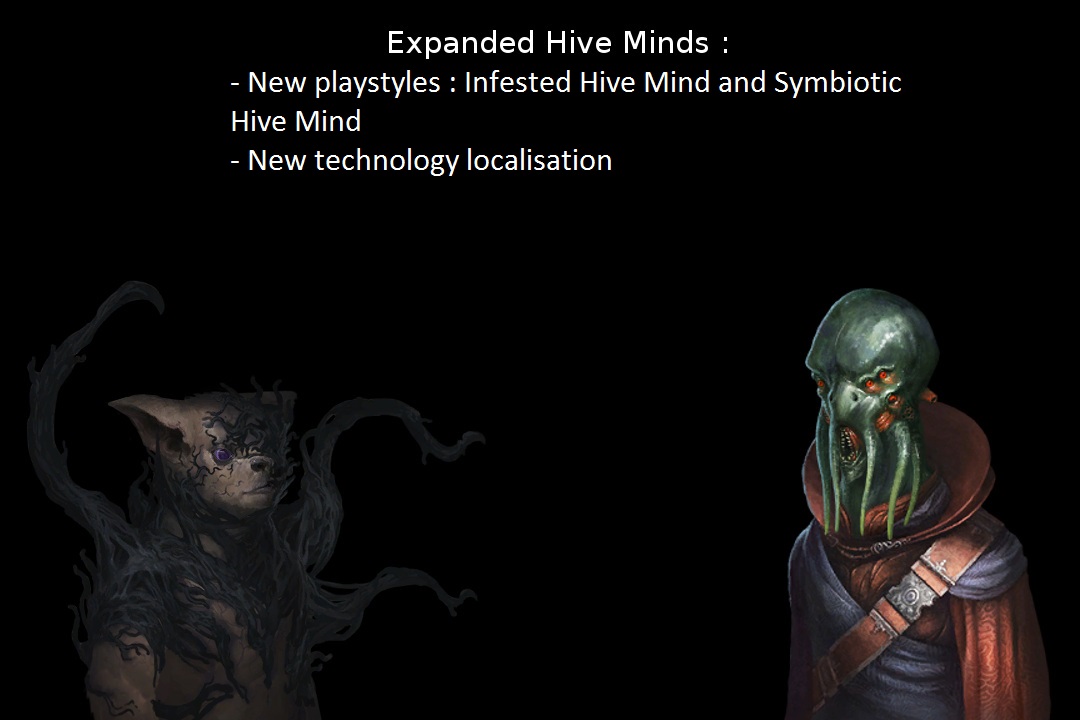 Expanded Hive Minds :
- New playstyles : Infested Hive Mind and Symbiotic
Hive Mind
- New technology localisation